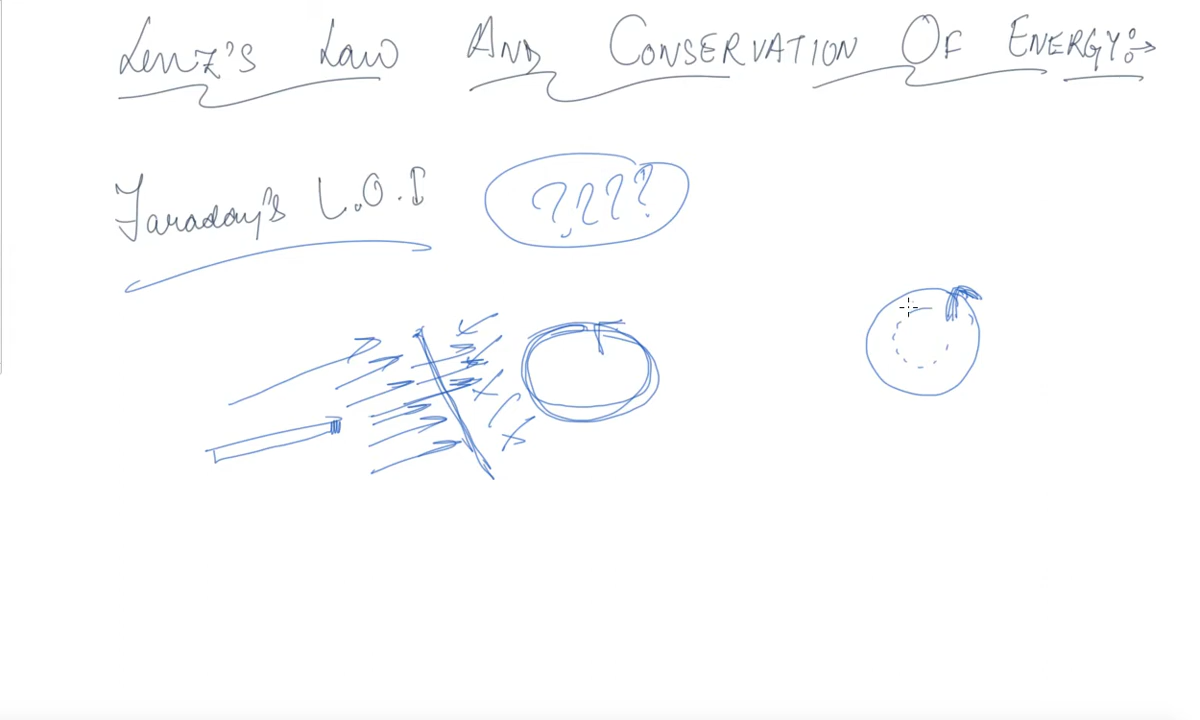 Lenz's Law And Conservation Of Energy:→
Faraday's L.O.I ????